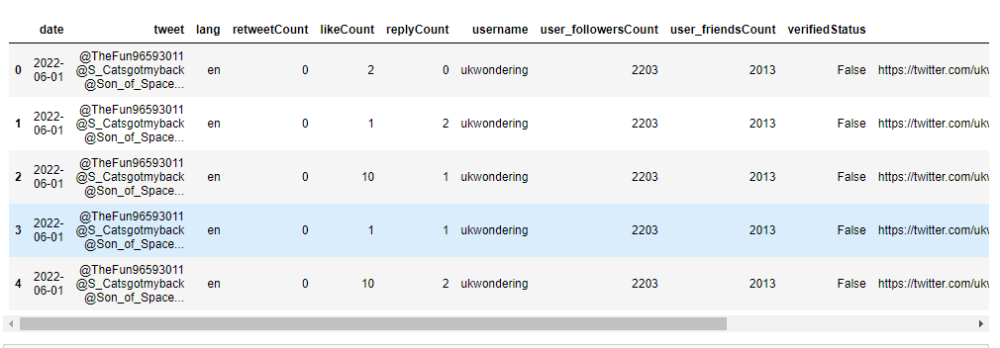 date tweet lang retweetCount likeCount replyCount username user_followersCount user_friendsCount verifiedStatus
0 2022-06-01 @TheFun96593011 @S_Catsgotmyback @Son_of_Space... en 0 2 0 ukwondering 2203 2013 False https://twitter.com/ukw
1 2022-06-01 @TheFun96593011 @S_Catsgotmyback @Son_of_Space... en 0 1 2 ukwondering 2203 2013 False https://twitter.com/ukw
2 2022-06-01 @TheFun96593011 @S_Catsgotmyback @Son_of_Space... en 0 10 1 ukwondering 2203 2013 False https://twitter.com/ukw
3 2022-06-01 @TheFun96593011 @S_Catsgotmyback @Son_of_Space... en 0 1 1 ukwondering 2203 2013 False https://twitter.com/ukw
4 2022-06-01 @TheFun96593011 @S_Catsgotmyback @Son_of_Space... en 0 10 2 ukwondering 2203 2013 False https://twitter.com/ukw